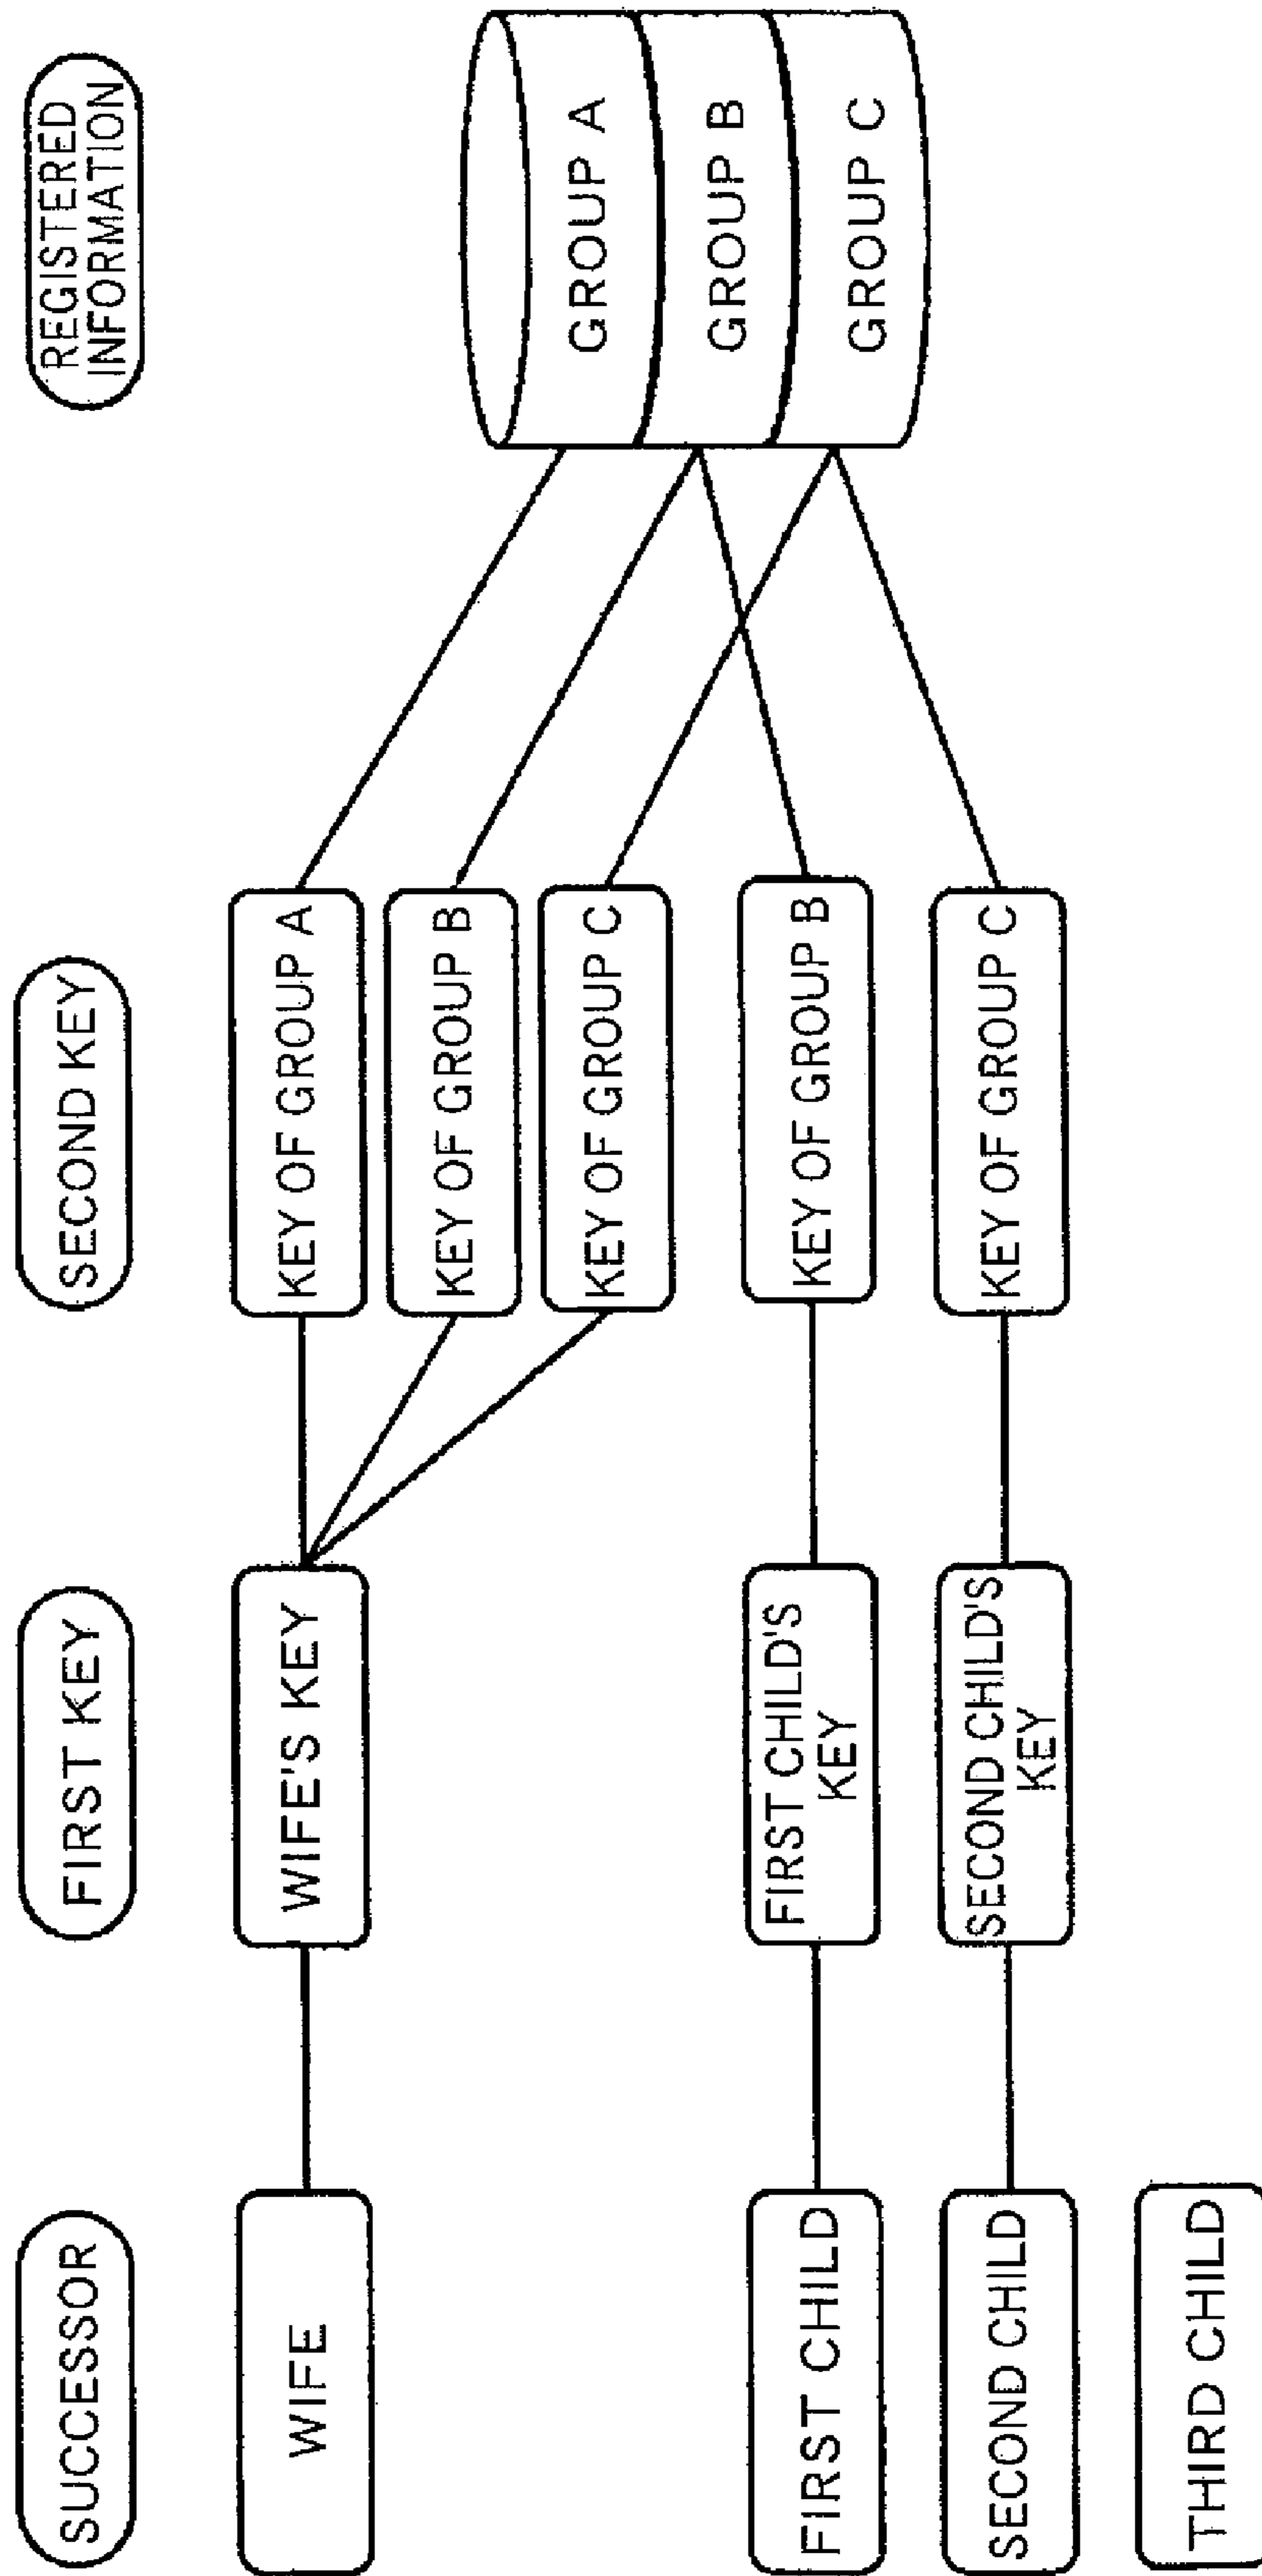 SUCCESSOR
FIRST KEY
SECOND KEY
REGISTERED
INFORMATION
WIFE
WIFE'S KEY
KEY OF GROUP A
KEY OF GROUP B
KEY OF GROUP C
GROUP A
GROUP B
GROUP C
FIRST CHILD
FIRST CHILD'S
KEY
KEY OF GROUP B
SECOND CHILD
SECOND CHILD'S
KEY
KEY OF GROUP C
THIRD CHILD